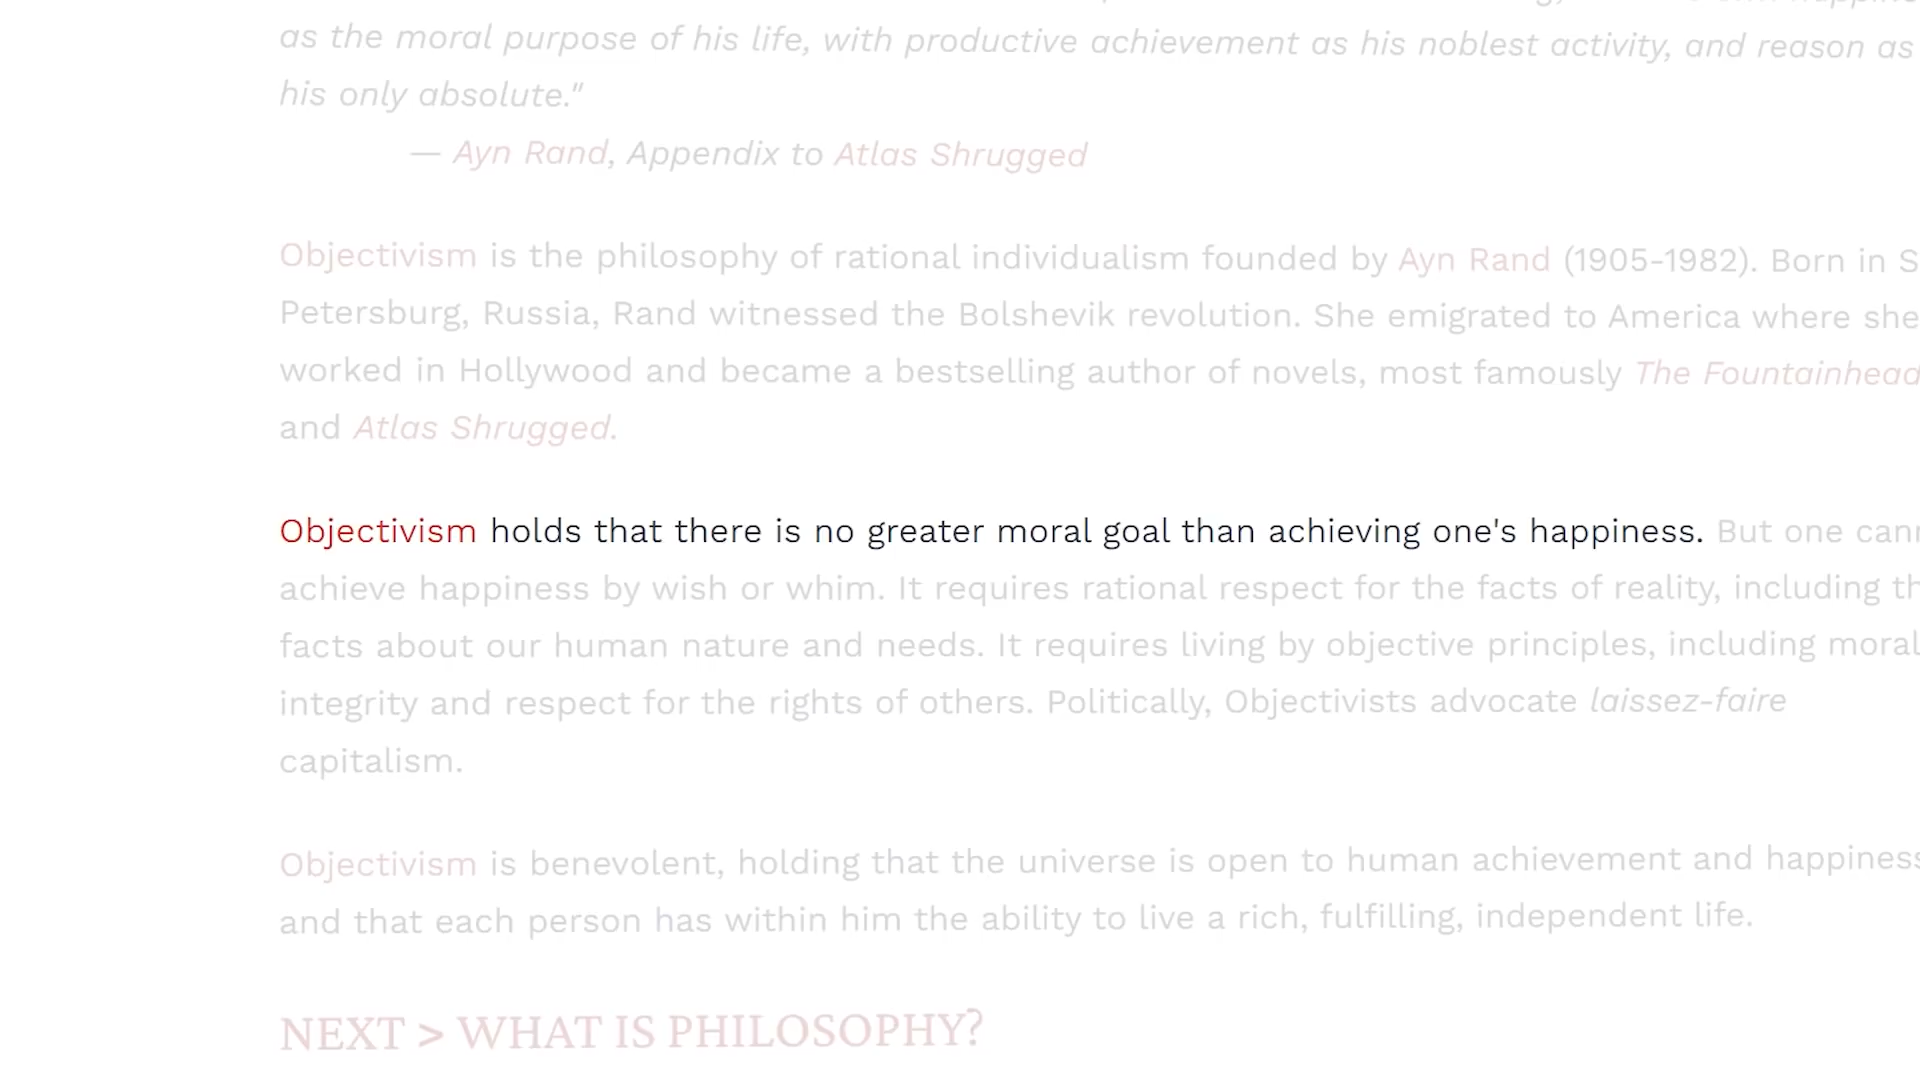 as the moral purpose of his life, with productive achievement as his noblest activity, and reason as
his only absolute."
— Ayn Rand, Appendix to Atlas Shrugged
Objectivism is the philosophy of rational individualism founded by Ayn Rand (1905-1982). Born in S
Petersburg, Russia, Rand witnessed the Bolshevik revolution. She emigrated to America where she
worked in Hollywood and became a bestselling author of novels, most famously The Fountainhead
and Atlas Shrugged.
Objectivism holds that there is no greater moral goal than achieving one's happiness. But one
achieve happiness by wish or whim. It requires rational respect for the facts of reality, including
facts about our human nature and needs. It requires living by objective principles, including moral
integrity and respect for the rights of others. Politically, Objectivists advocate laissez-faire
capitalism.
Objectivism is benevolent, holding that the universe is open to human achievement and happiness
and that each person has within him the ability to live a rich, fulfilling, independent life.
NEXT > WHAT IS PHILOSOPHY?